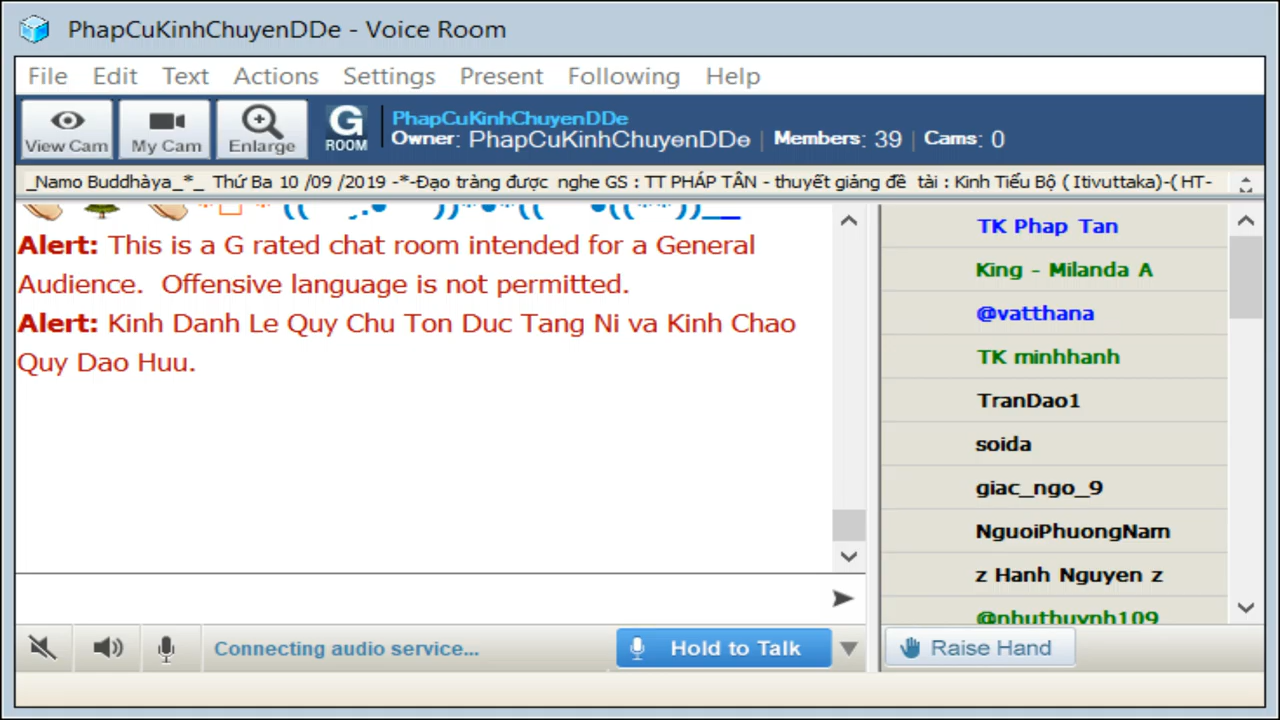 PhapCuKinhChuyenDDe - Voice Room
File Edit Text Actions Settings Present Following Help
View Cam My Cam Enlarge G ROOM
PhapCuKinhChuyenDDe
Owner: PhapCuKinhChuyenDDe | Members: 39 | Cams: 0
_Namo Buddhàya_*_ Thứ Ba 10 /09 /2019 -*-Đạo tràng được nghe GS : TT PHÁP TÂN - thuyết giảng đề tài : Kinh Tiểu Bộ ( Itivuttaka)-( HT-
Alert: This is a G rated chat room intended for a General
Audience. Offensive language is not permitted.
Alert: Kinh Danh Le Quy Chu Ton Duc Tang Ni va Kinh Chao
Quy Dao Huu.
TK Phap Tan
King - Milanda A
@vatthana
TK minhhanh
TranDao1
soida
giac_ngo_9
NguoiPhuongNam
z Hanh Nguyen z
@nhuthuynh109
Connecting audio service...
Hold to Talk
Raise Hand